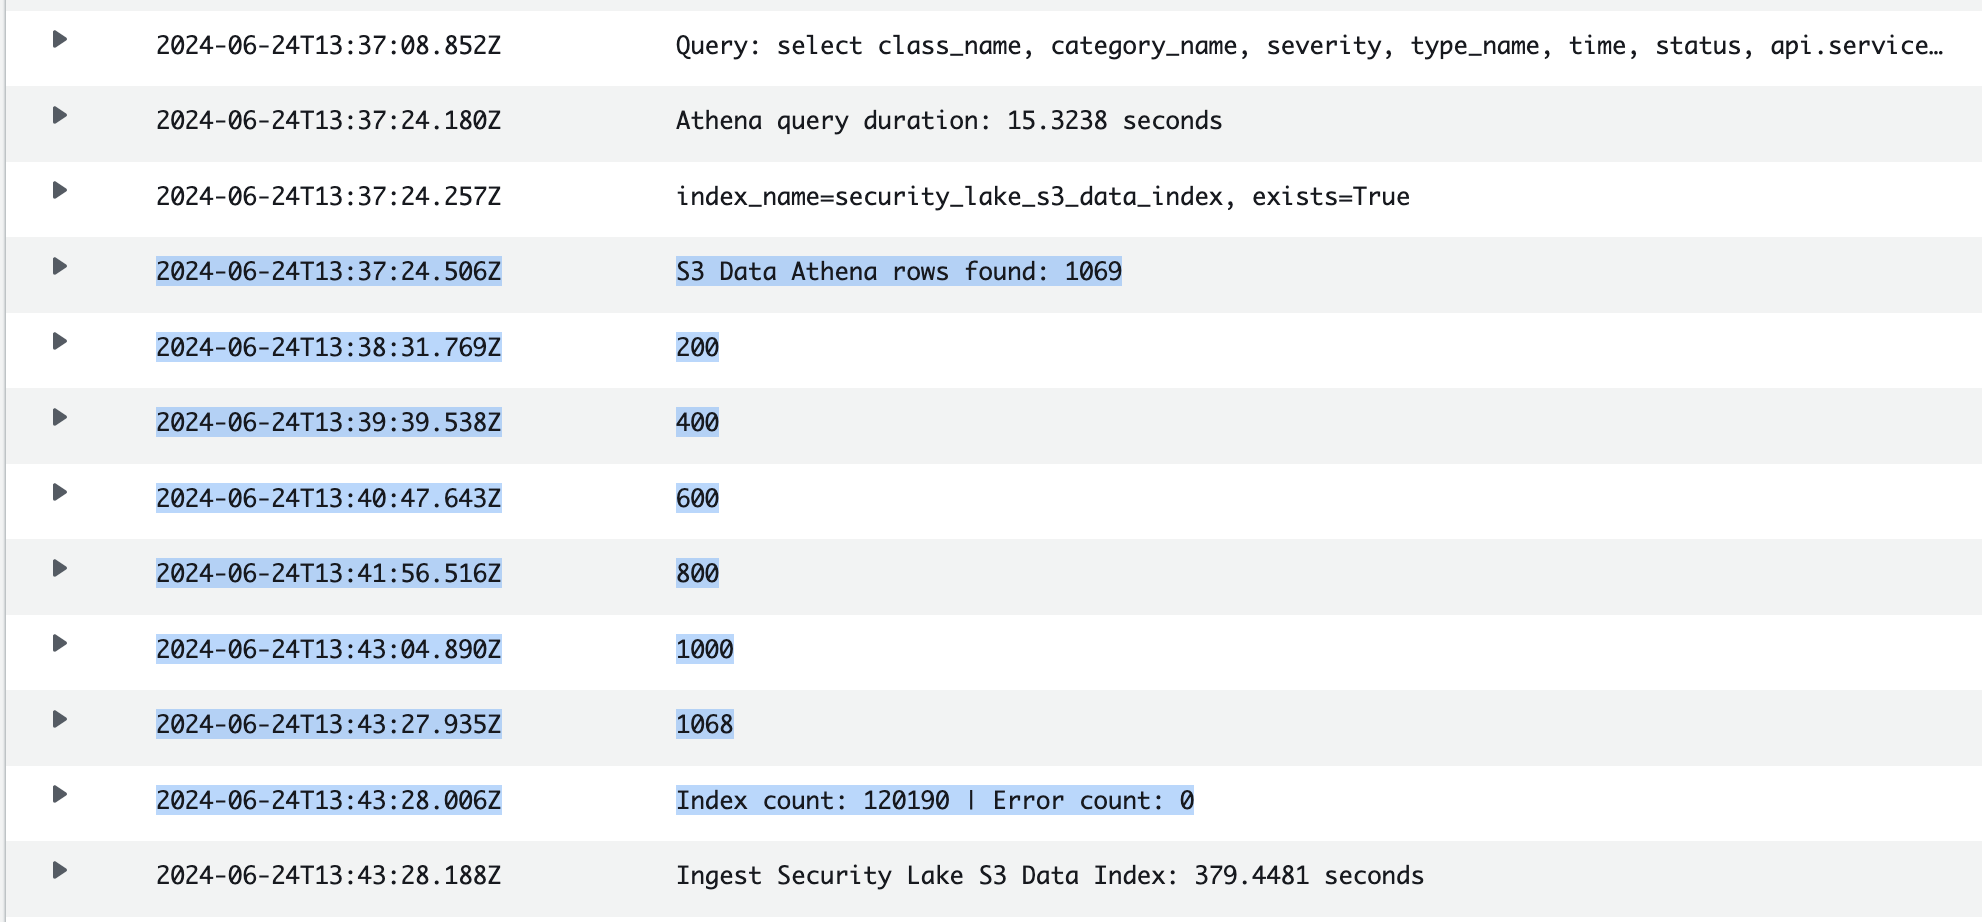 2024-06-24T13:37:08.852Z Query: select class_name, category_name, severity, type_name, time, status, api.service…
2024-06-24T13:37:24.180Z Athena query duration: 15.3238 seconds
2024-06-24T13:37:24.257Z index_name=security_lake_s3_data_index, exists=True
2024-06-24T13:37:24.506Z S3 Data Athena rows found: 1069
2024-06-24T13:38:31.769Z 200
2024-06-24T13:39:39.538Z 400
2024-06-24T13:40:47.643Z 600
2024-06-24T13:41:56.516Z 800
2024-06-24T13:43:04.890Z 1000
2024-06-24T13:43:27.935Z 1068
2024-06-24T13:43:28.006Z Index count: 120190 | Error count: 0
2024-06-24T13:43:28.188Z Ingest Security Lake S3 Data Index: 379.4481 seconds